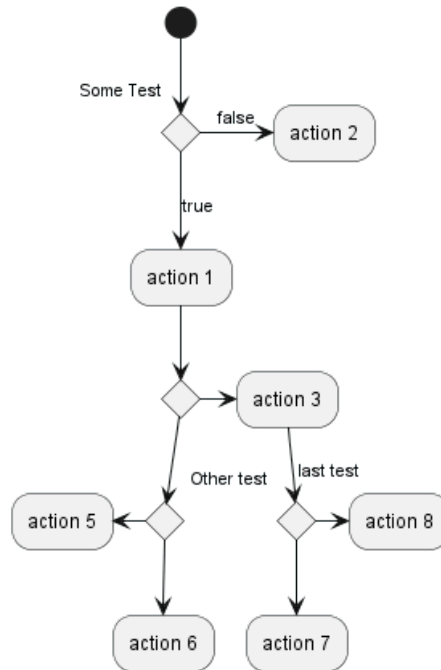 Some Test
false
action 2
true
action 1
action 3
Other test
last test
action 5
action 8
action 6
action 7